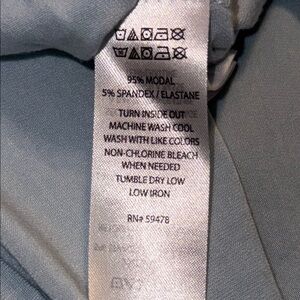 95% MODAL
5% SPANDEX / ELASTANE
TURN INSIDE OUT
MACHINE WASH COOL
WASH WITH LIKE COLORS
NON-CHLORINE BLEACH
WHEN NEEDED
TUMBLE DRY LOW
LOW IRON
RN# 59478